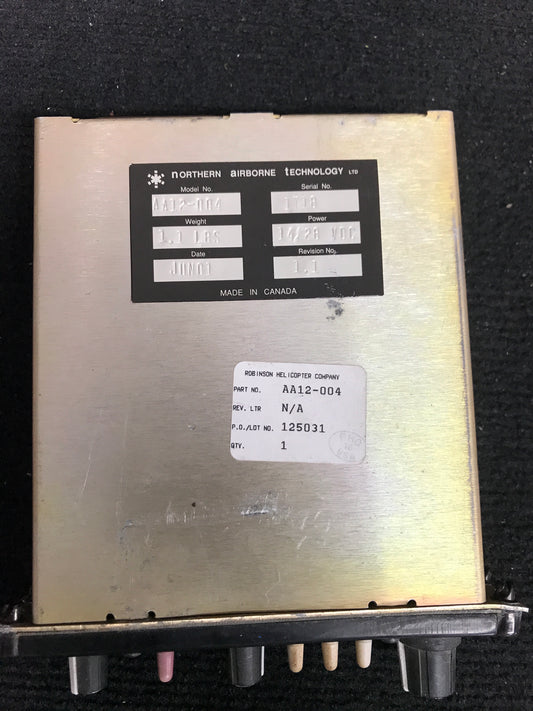 nORTHERN aIRBORNE tECHNOLOGY LTD
Model No. Serial No.
AA12-004
Weight Power
1.1 LBS 14/28 VDC
Date Revision No.
JUN01 1.1
MADE IN CANADA
ROBINSON HELICOPTER COMPANY
PART NO. AA12-004
REV. LTR N/A
P.O./LOT NO. 125031
QTY. 1